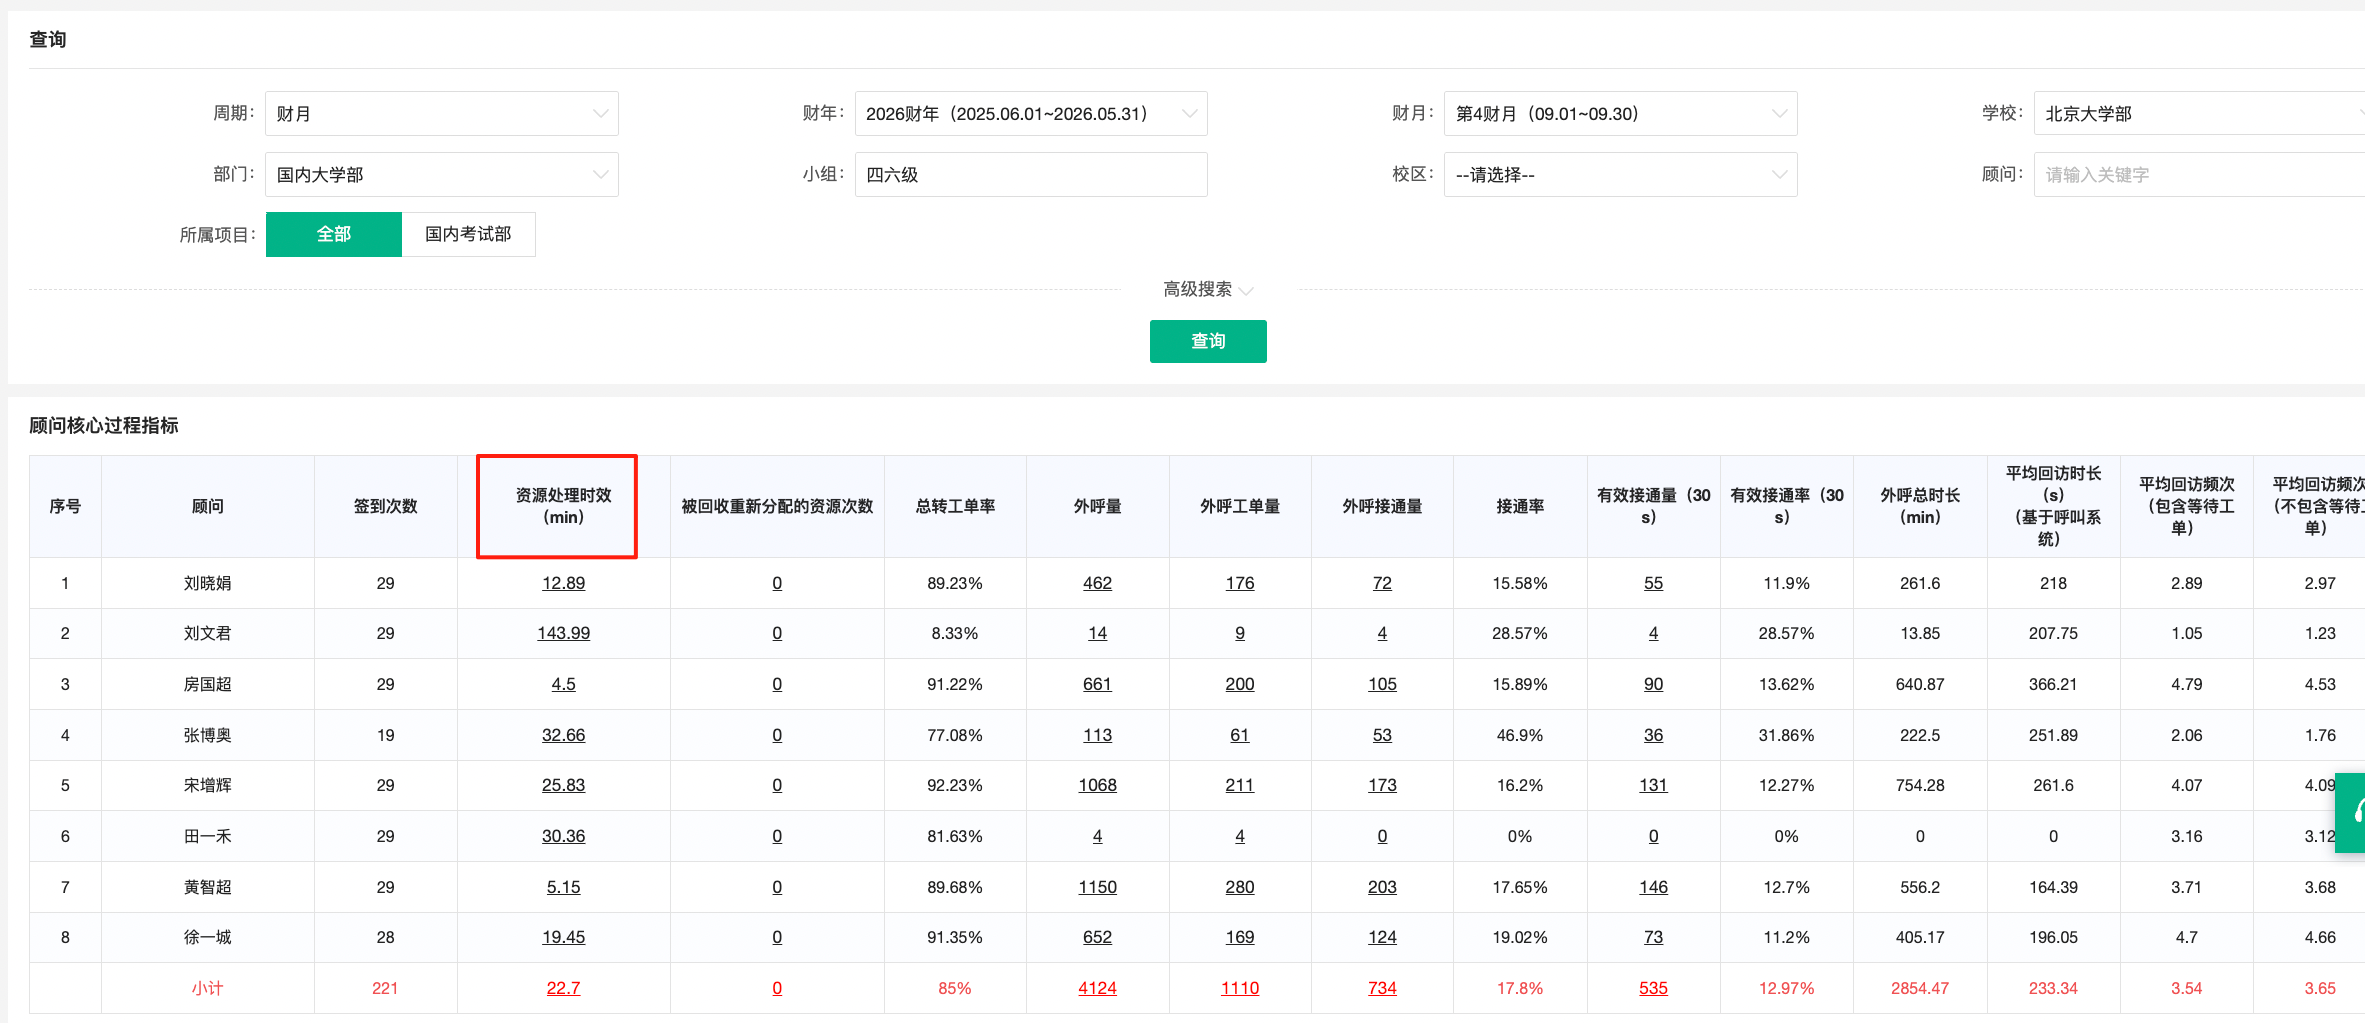 查询
周期： 财月 财年： 2026财年（2025.06.01~2026.05.31） 财月： 第4财月（09.01~09.30） 学校： 北京大学部
部门： 国内大学部 小组： 四六级 校区： --请选择-- 顾问： 请输入关键字
所属项目： 全部 国内考试部
高级搜索
查询
顾问核心过程指标
序号 顾问 签到次数 资源处理时效（min） 被回收重新分配的资源次数 总转工单率 外呼量 外呼工单量 外呼接通量 接通率 有效接通量（30s） 有效接通率（30s） 外呼总时长（min） 平均回访时长（s）（基于呼叫系统） 平均回访频次（包含等待工单） 平均回访频次（不包含等待工单）
1 刘晓娟 29 12.89 0 89.23% 462 176 72 15.58% 55 11.9% 261.6 218 2.89 2.97
2 刘文君 29 143.99 0 8.33% 14 9 4 28.57% 4 28.57% 13.85 207.75 1.05 1.23
3 房国超 29 4.5 0 91.22% 661 200 105 15.89% 90 13.62% 640.87 366.21 4.79 4.53
4 张博奥 19 32.66 0 77.08% 113 61 53 46.9% 36 31.86% 222.5 251.89 2.06 1.76
5 宋增辉 29 25.83 0 92.23% 1068 211 173 16.2% 131 12.27% 754.28 261.6 4.07 4.09
6 田一禾 29 30.36 0 81.63% 4 4 0 0% 0 0% 0 0 3.16 3.12
7 黄智超 29 5.15 0 89.68% 1150 280 203 17.65% 146 12.7% 556.2 164.39 3.71 3.68
8 徐一城 28 19.45 0 91.35% 652 169 124 19.02% 73 11.2% 405.17 196.05 4.7 4.66
小计 221 22.7 0 85% 4124 1110 734 17.8% 535 12.97% 2854.47 233.34 3.54 3.65